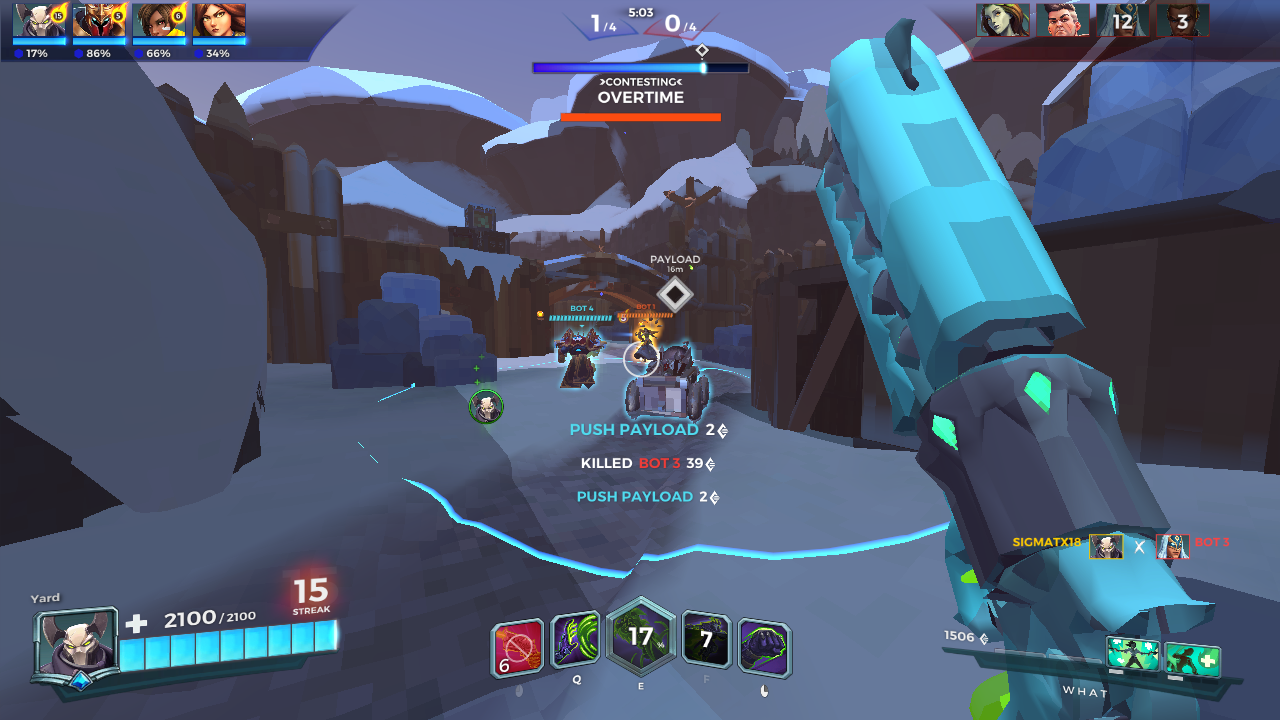 15
5
6
17%
86%
66%
34%
1/4
5:03
0/4
12
3
›CONTESTING‹
OVERTIME
PAYLOAD
16m
BOT 4
BOT 1
PUSH PAYLOAD 2
KILLED BOT 3 39
PUSH PAYLOAD 2
SIGMATX18 X BOT 3
Yard
2100/2100
15
STREAK
6
17%
7
Q
E
F
1506
WHAT